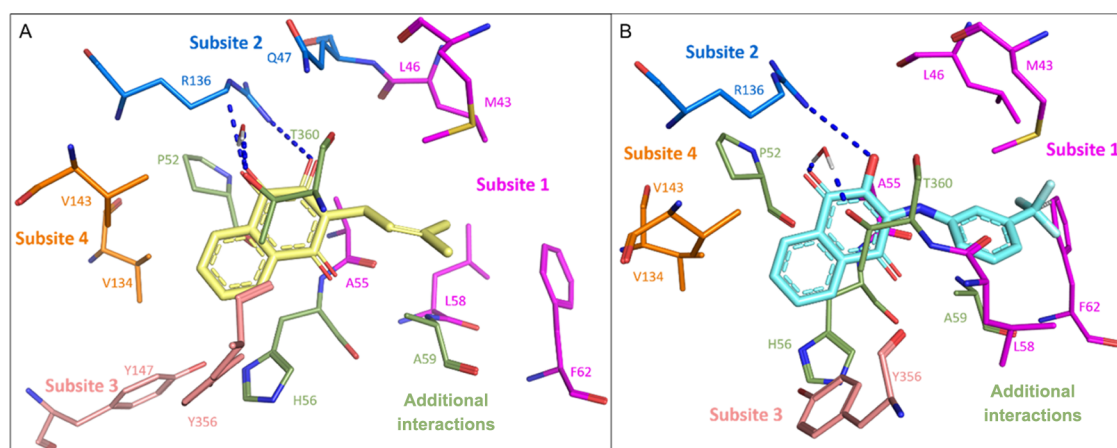 A
Subsite 2
Q47
R136
L46
M43
T360
P52
Subsite 4
V143
Subsite 1
V134
A55
L58
A59
Subsite 3
Y147
Y356
H56
F62
Additional
interactions
B
Subsite 2
R136
L46
M43
Subsite 4
P52
Subsite 1
V143
A55
T360
V134
A59
F62
L58
H56
Y356
Subsite 3
Additional
interactions